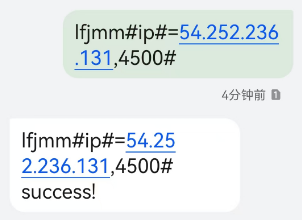 lfjmm#ip#=54.252.236
.131,4500#
4分钟前 1
lfjmm#ip#=54.25
2.236.131,4500#
success!